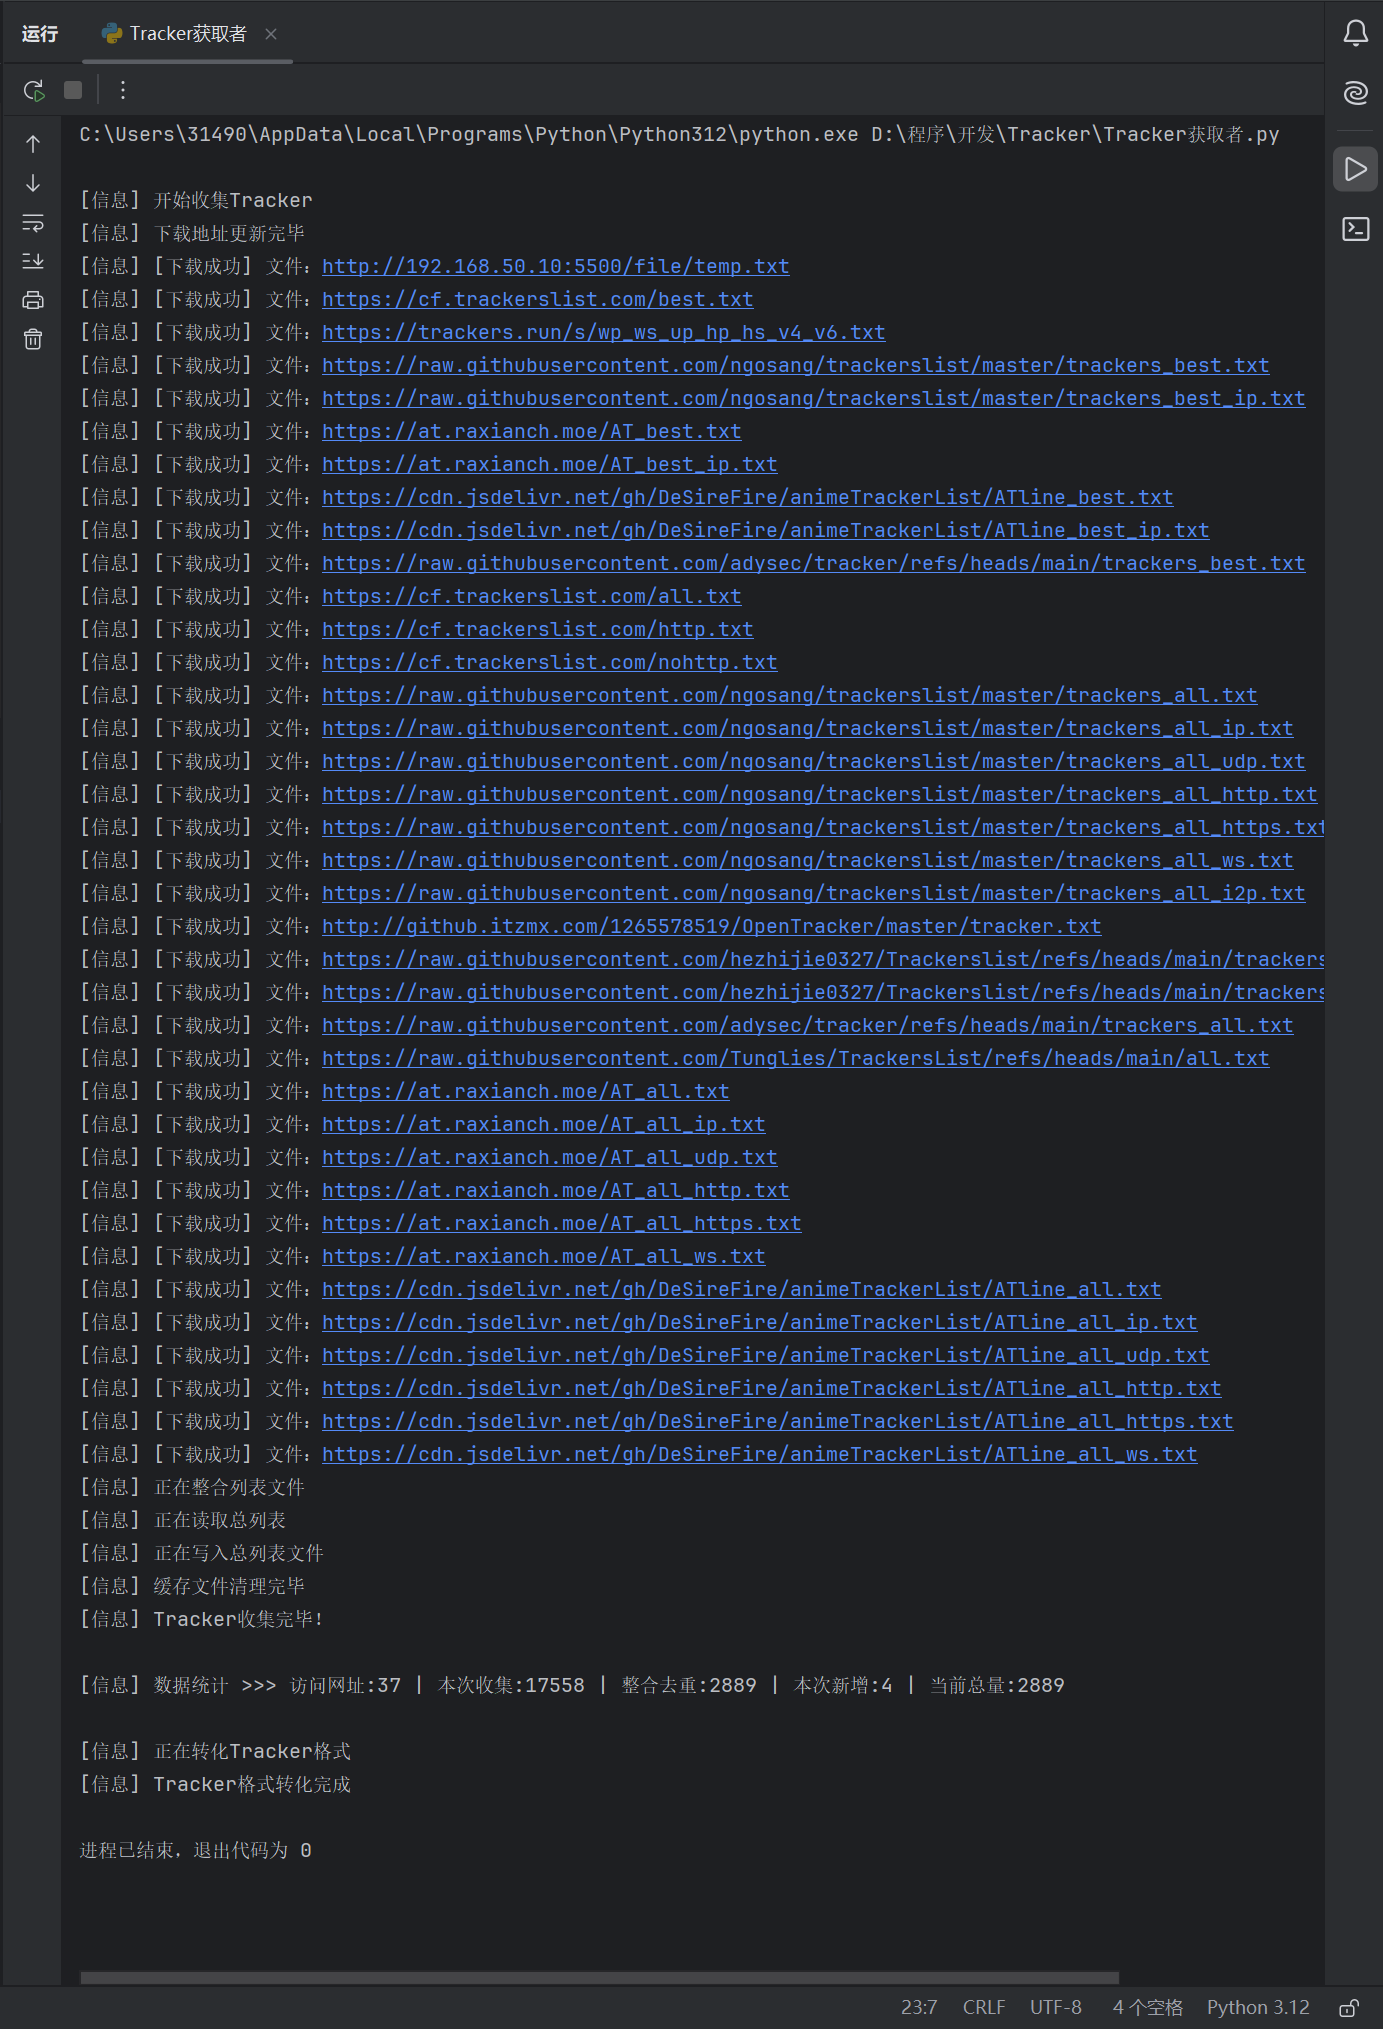 运行 Tracker获取者
C:\Users\31490\AppData\Local\Programs\Python\Python312\python.exe D:\程序\开发\Tracker\Tracker获取者.py
[信息] 开始收集Tracker
[信息] 下载地址更新完毕
[信息] [下载成功] 文件: http://192.168.50.10:5500/file/temp.txt
[信息] [下载成功] 文件: https://cf.trackerslist.com/best.txt
[信息] [下载成功] 文件: https://trackers.run/s/wp_ws_up_hp_hs_v4_v6.txt
[信息] [下载成功] 文件: https://raw.githubusercontent.com/ngosang/trackerslist/master/trackers_best.txt
[信息] [下载成功] 文件: https://raw.githubusercontent.com/ngosang/trackerslist/master/trackers_best_ip.txt
[信息] [下载成功] 文件: https://at.raxianch.moe/AT_best.txt
[信息] [下载成功] 文件: https://at.raxianch.moe/AT_best_ip.txt
[信息] [下载成功] 文件: https://cdn.jsdelivr.net/gh/DeSireFire/animeTrackerList/ATline_best.txt
[信息] [下载成功] 文件: https://cdn.jsdelivr.net/gh/DeSireFire/animeTrackerList/ATline_best_ip.txt
[信息] [下载成功] 文件: https://raw.githubusercontent.com/adysec/tracker/refs/heads/main/trackers_best.txt
[信息] [下载成功] 文件: https://cf.trackerslist.com/all.txt
[信息] [下载成功] 文件: https://cf.trackerslist.com/http.txt
[信息] [下载成功] 文件: https://cf.trackerslist.com/nohttp.txt
[信息] [下载成功] 文件: https://raw.githubusercontent.com/ngosang/trackerslist/master/trackers_all.txt
[信息] [下载成功] 文件: https://raw.githubusercontent.com/ngosang/trackerslist/master/trackers_all_ip.txt
[信息] [下载成功] 文件: https://raw.githubusercontent.com/ngosang/trackerslist/master/trackers_all_udp.txt
[信息] [下载成功] 文件: https://raw.githubusercontent.com/ngosang/trackerslist/master/trackers_all_http.txt
[信息] [下载成功] 文件: https://raw.githubusercontent.com/ngosang/trackerslist/master/trackers_all_https.txt
[信息] [下载成功] 文件: https://raw.githubusercontent.com/ngosang/trackerslist/master/trackers_all_ws.txt
[信息] [下载成功] 文件: https://raw.githubusercontent.com/ngosang/trackerslist/master/trackers_all_i2p.txt
[信息] [下载成功] 文件: http://github.itzmx.com/1265578519/OpenTracker/master/tracker.txt
[信息] [下载成功] 文件: https://raw.githubusercontent.com/hezhijie0327/Trackerslist/refs/heads/main/trackers
[信息] [下载成功] 文件: https://raw.githubusercontent.com/hezhijie0327/Trackerslist/refs/heads/main/trackers
[信息] [下载成功] 文件: https://raw.githubusercontent.com/adysec/tracker/refs/heads/main/trackers_all.txt
[信息] [下载成功] 文件: https://raw.githubusercontent.com/Tunglies/TrackersList/refs/heads/main/all.txt
[信息] [下载成功] 文件: https://at.raxianch.moe/AT_all.txt
[信息] [下载成功] 文件: https://at.raxianch.moe/AT_all_ip.txt
[信息] [下载成功] 文件: https://at.raxianch.moe/AT_all_udp.txt
[信息] [下载成功] 文件: https://at.raxianch.moe/AT_all_http.txt
[信息] [下载成功] 文件: https://at.raxianch.moe/AT_all_https.txt
[信息] [下载成功] 文件: https://at.raxianch.moe/AT_all_ws.txt
[信息] [下载成功] 文件: https://cdn.jsdelivr.net/gh/DeSireFire/animeTrackerList/ATline_all.txt
[信息] [下载成功] 文件: https://cdn.jsdelivr.net/gh/DeSireFire/animeTrackerList/ATline_all_ip.txt
[信息] [下载成功] 文件: https://cdn.jsdelivr.net/gh/DeSireFire/animeTrackerList/ATline_all_udp.txt
[信息] [下载成功] 文件: https://cdn.jsdelivr.net/gh/DeSireFire/animeTrackerList/ATline_all_http.txt
[信息] [下载成功] 文件: https://cdn.jsdelivr.net/gh/DeSireFire/animeTrackerList/ATline_all_https.txt
[信息] [下载成功] 文件: https://cdn.jsdelivr.net/gh/DeSireFire/animeTrackerList/ATline_all_ws.txt
[信息] 正在整合列表文件
[信息] 正在读取总列表
[信息] 正在写入总列表文件
[信息] 缓存文件清理完毕
[信息] Tracker收集完毕!
[信息] 数据统计 >>> 访问网址:37 | 本次收集:17558 | 整合去重:2889 | 本次新增:4 | 当前总量:2889
[信息] 正在转化Tracker格式
[信息] Tracker格式转化完成
进程已结束，退出代码为 0
23:7 CRLF UTF-8 4 个空格 Python 3.12